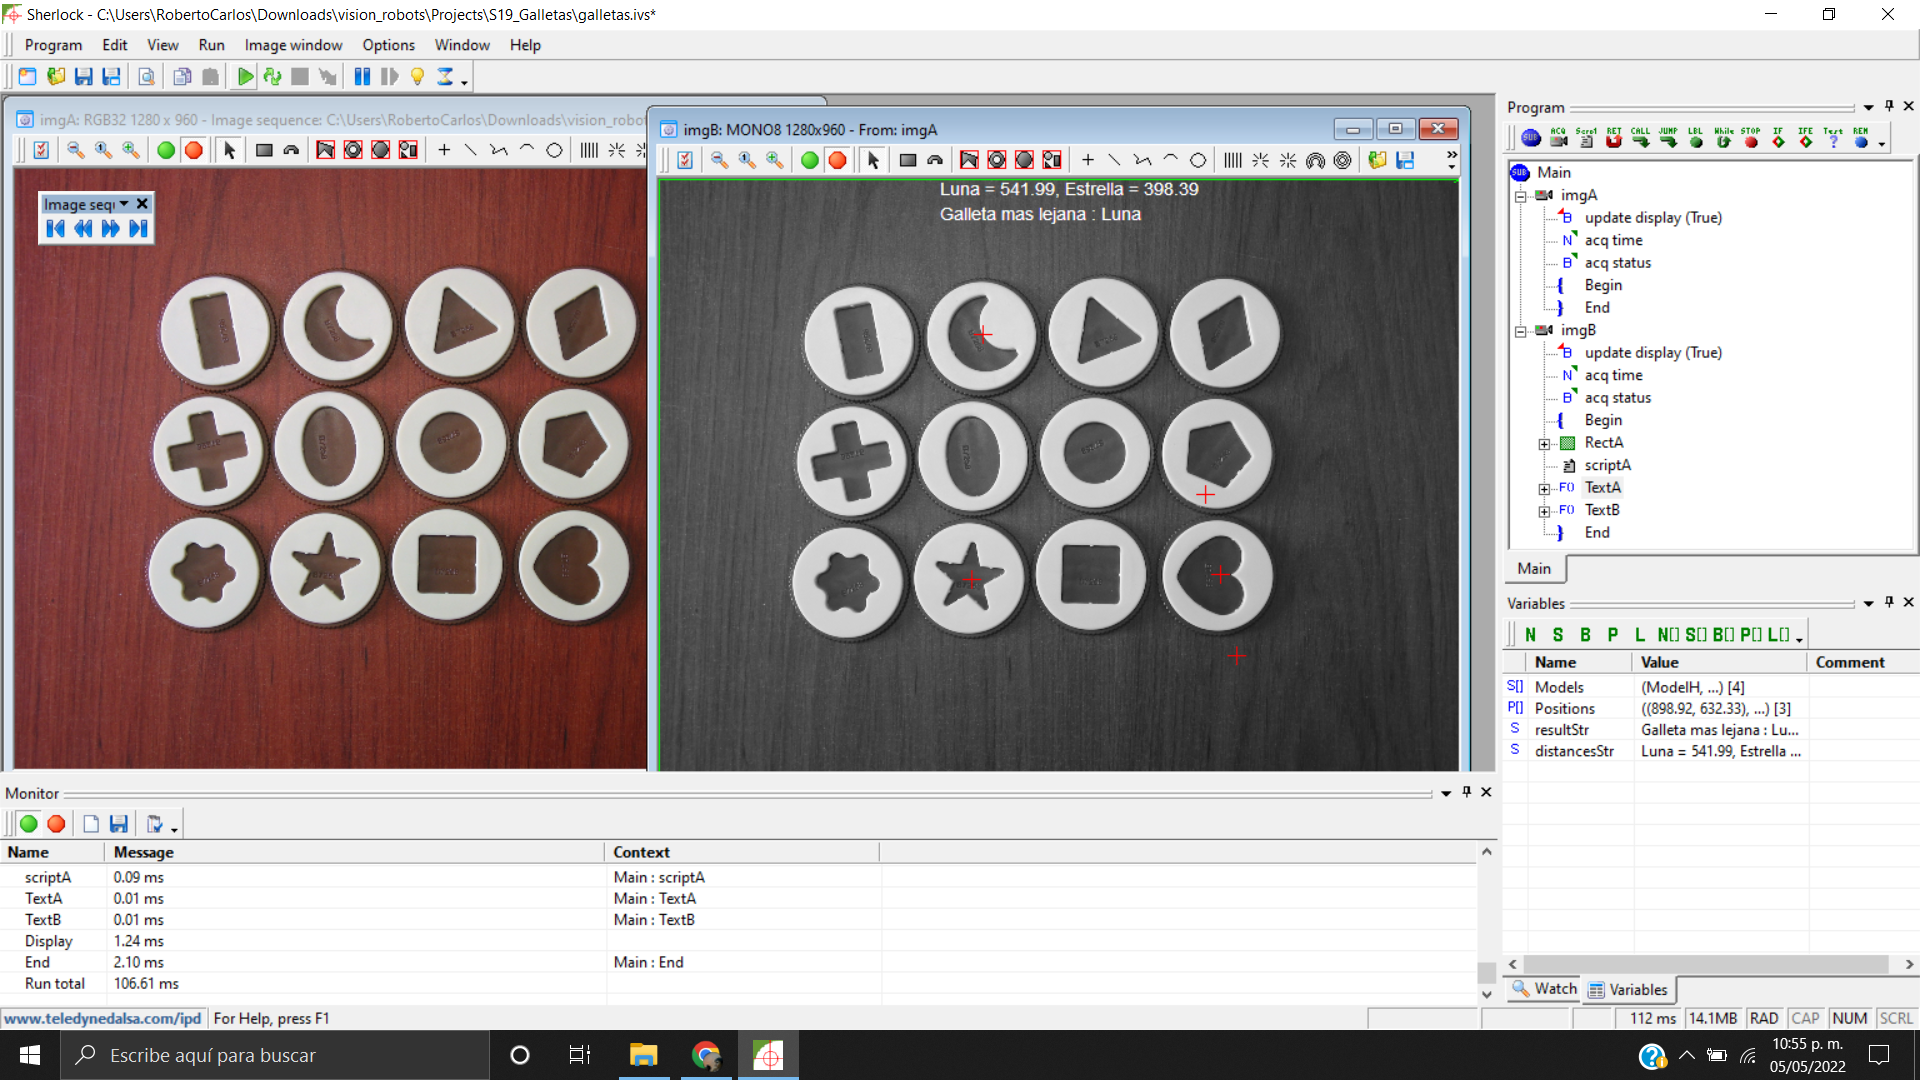 Sherlock - C:\Users\RobertoCarlos\Downloads\vision_robots\Projects\S19_Galletas\galletas.ivs*
Program Edit View Run Image window Options Window Help
imgA: RGB32 1280 x 960 - Image sequence: C:\Users\RobertoCarlos\Downloads\vision_robot
Image seq
imgB: MONO8 1280x960 - From: imgA
Luna = 541.99, Estrella = 398.39
Galleta mas lejana : Luna
Program
SUB ACQ Scrpt RET CALL JUMP LBL While STOP IF IFE Text REM
SUB Main
imgA
B update display (True)
N acq time
B acq status
{ Begin
} End
imgB
B update display (True)
N acq time
B acq status
{ Begin
RectA
scriptA
F() TextA
F() TextB
} End
Main
Variables
N S B P L N[] S[] B[] P[] L[]
Name Value Comment
S[] Models (ModelH, ...) [4]
P[] Positions ((898.92, 632.33), ...) [3]
S resultStr Galleta mas lejana : Lu...
S distancesStr Luna = 541.99, Estrella ...
Watch Variables
Monitor
Name Message Context
scriptA 0.09 ms Main : scriptA
TextA 0.01 ms Main : TextA
TextB 0.01 ms Main : TextB
Display 1.24 ms
End 2.10 ms Main : End
Run total 106.61 ms
www.teledynedalsa.com/ipd For Help, press F1
112 ms 14.1MB RAD CAP NUM SCRL
Escribe aquí para buscar
10:55 p. m.
05/05/2022